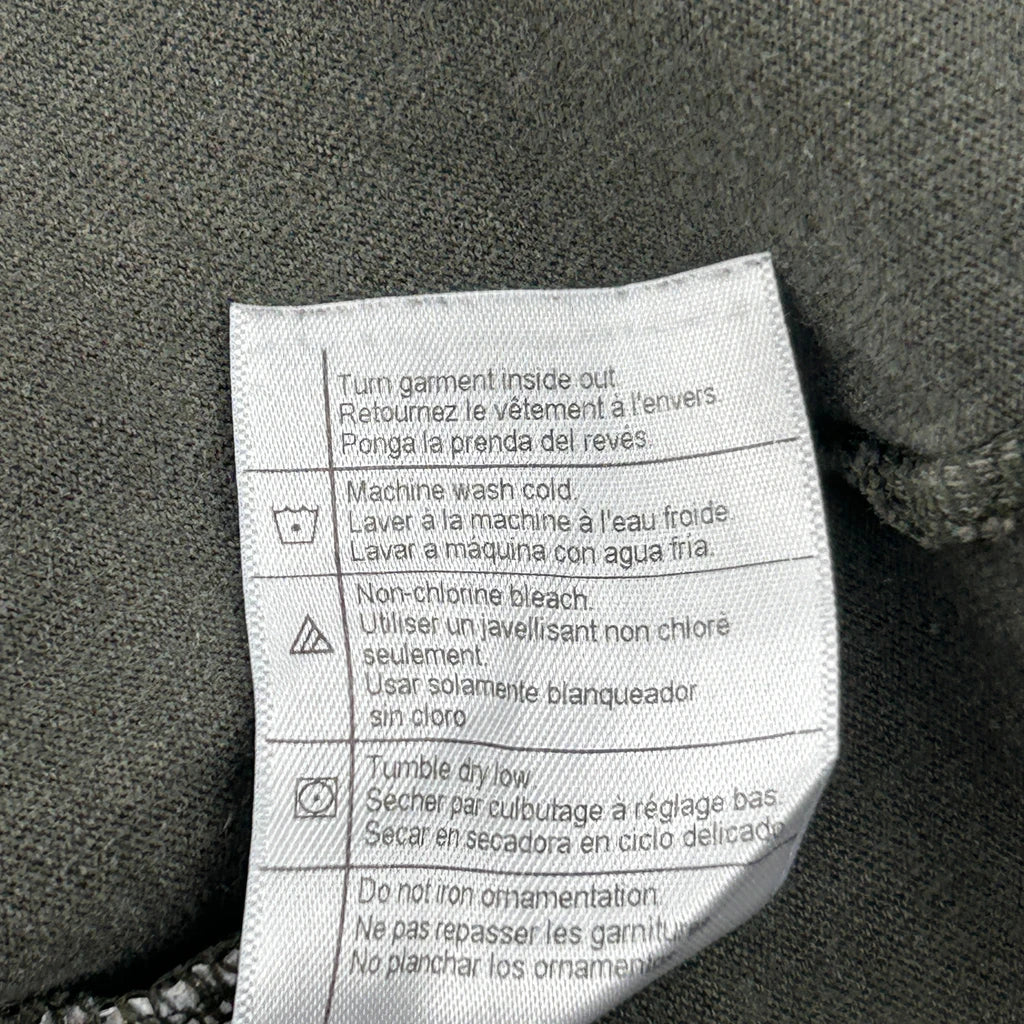 Turn garment inside out.
Retournez le vêtement à l'envers.
Ponga la prenda del revés.
Machine wash cold.
Laver à la machine à l'eau froide.
Lavar a máquina con agua fría.
Non-chlorine bleach.
Utiliser un javellisant non chloré
seulement.
Usar solamente blanqueador
sin cloro
Tumble dry low.
Sécher par culbutage à réglage bas.
Secar en secadora en ciclo delicado.
Do not iron ornamentation.
Ne pas repasser les
No planchar los